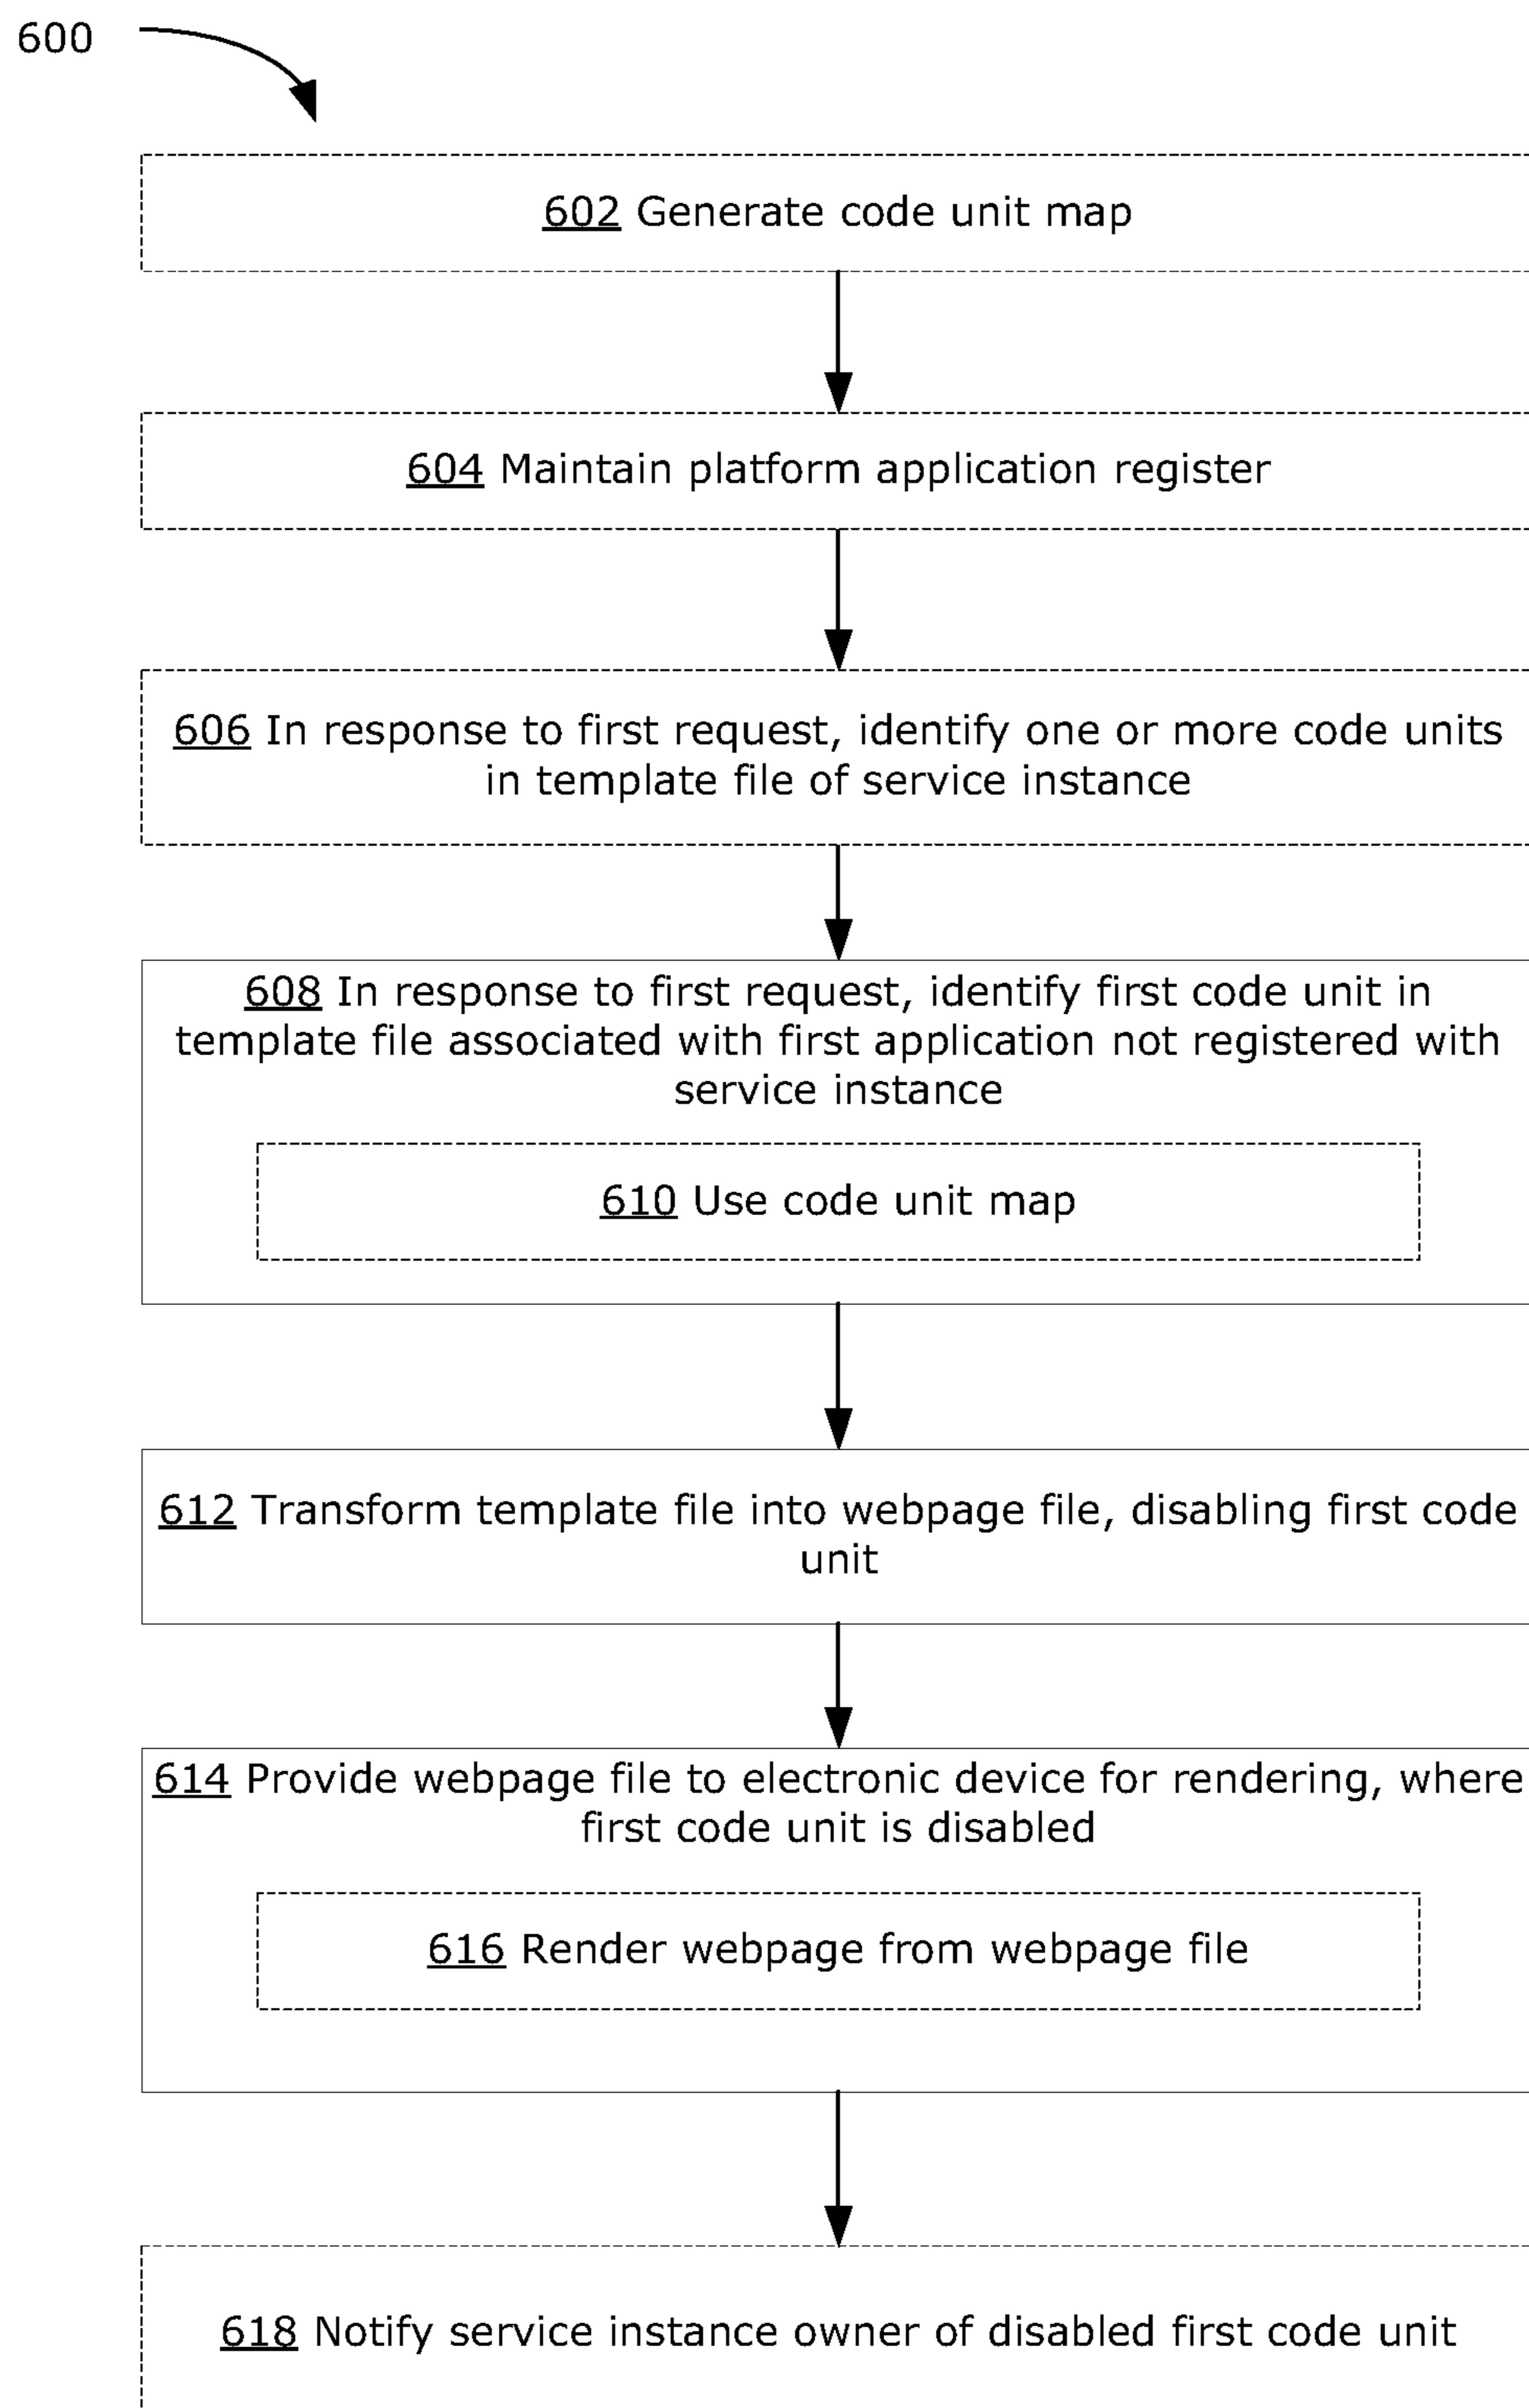 600
602 Generate code unit map
604 Maintain platform application register
606 In response to first request, identify one or more code units
in template file of service instance
608 In response to first request, identify first code unit in
template file associated with first application not registered with
service instance
610 Use code unit map
612 Transform template file into webpage file, disabling first code
unit
614 Provide webpage file to electronic device for rendering, where
first code unit is disabled
616 Render webpage from webpage file
618 Notify service instance owner of disabled first code unit